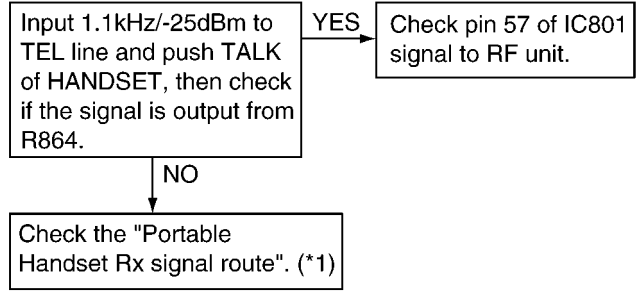 Input 1.1kHz/-25dBm to
TEL line and push TALK
of HANDSET, then check
if the signal is output from
R864.
YES
Check pin 57 of IC801
signal to RF unit.
NO
Check the "Portable
Handset Rx signal route". (*1)